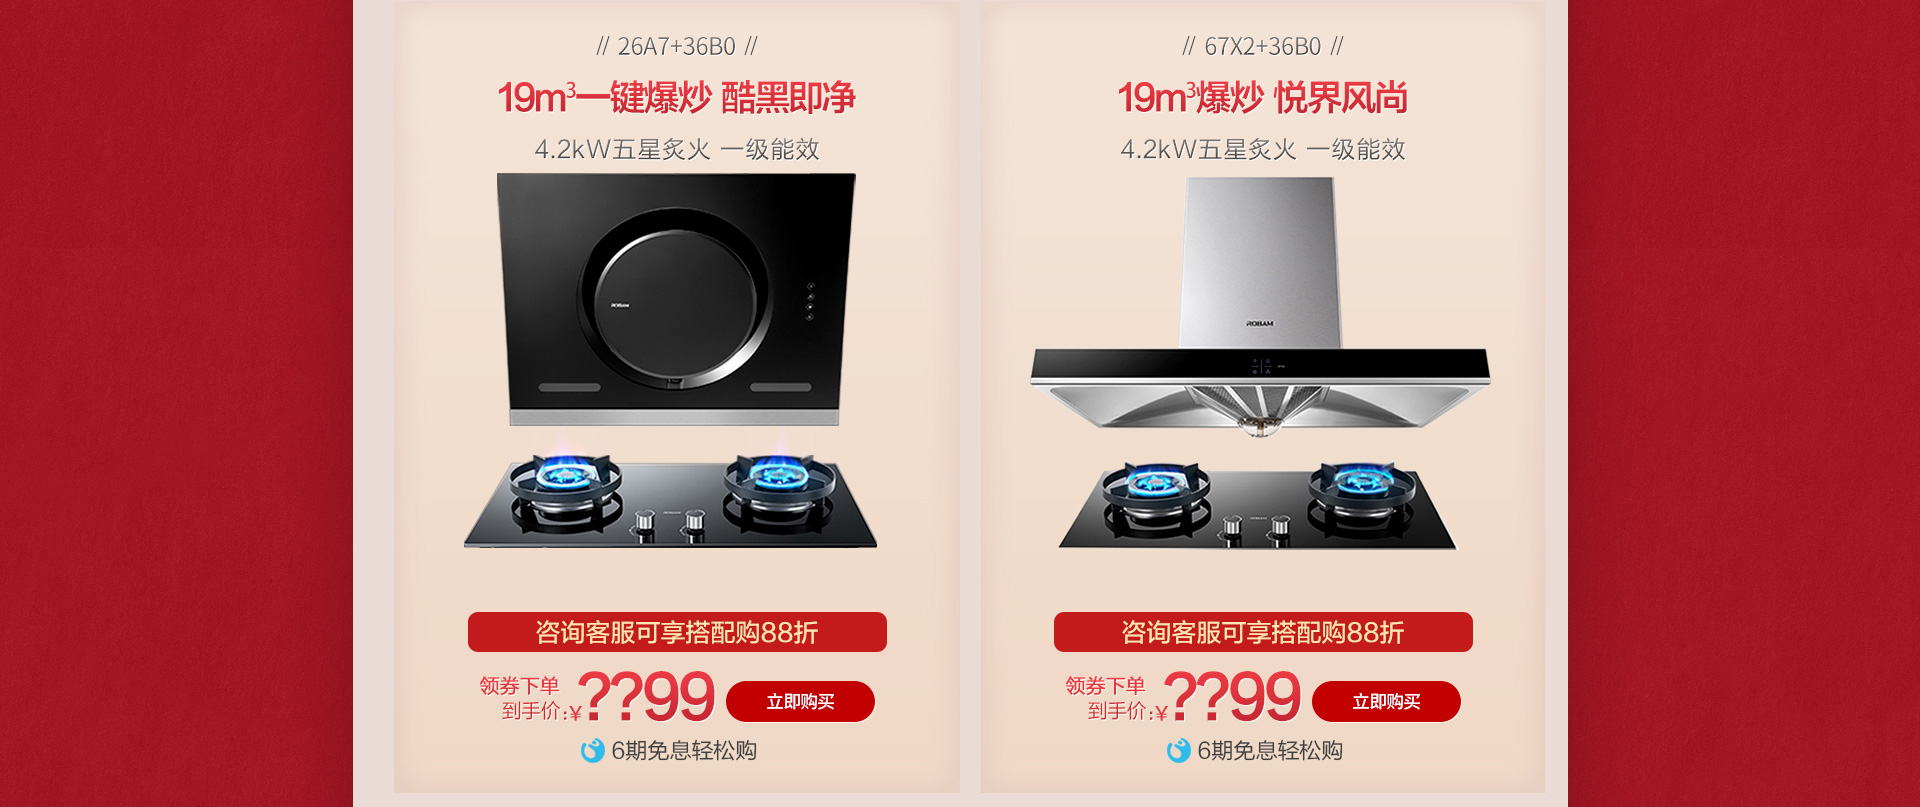 // 26A7+36B0 //
19m³一键爆炒 酷黑即净
4.2kW五星炙火 一级能效
ROBAM
咨询客服可享搭配购88折
领券下单
到手价:¥??99
立即购买
6期免息轻松购
// 67X2+36B0 //
19m³爆炒 悦界风尚
4.2kW五星炙火 一级能效
ROBAM
咨询客服可享搭配购88折
领券下单
到手价:¥??99
立即购买
6期免息轻松购